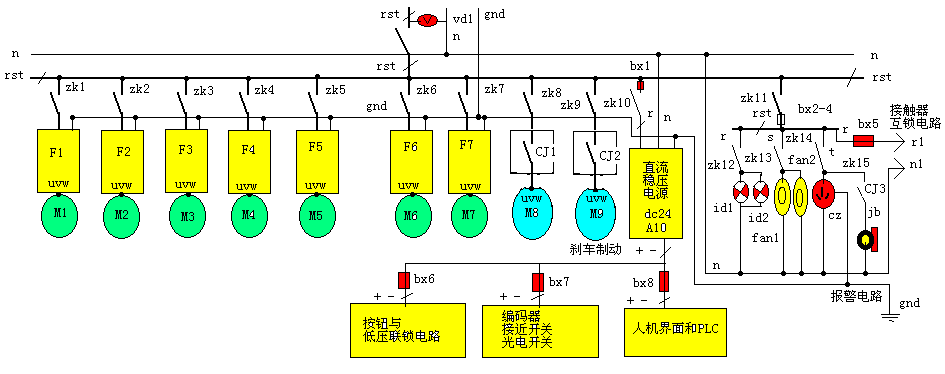 rst
vd1
gnd
n
n
n
rst
rst
rst
zk1
zk2
zk3
zk4
zk5
gnd
zk6
zk7
zk8
zk9
bx1
zk10
r
n
zk11
bx2-4
rst
接触器
互锁电路
bx5
r
r1
n1
F1
F2
F3
F4
F5
F6
F7
CJ1
CJ2
uvw
uvw
uvw
uvw
uvw
uvw
uvw
uvw
uvw
M1
M2
M3
M4
M5
M6
M7
M8
M9
刹车制动
直流
稳压
电源
dc24
A10
+ -
r
s
zk14
t
zk12
zk13
fan2
zk15
CJ3
id1
id2
fan1
cz
jb
n
报警电路
gnd
bx6
bx7
bx8
+ -
+ -
+ -
按钮与
低压联锁电路
编码器
接近开关
光电开关
人机界面和PLC